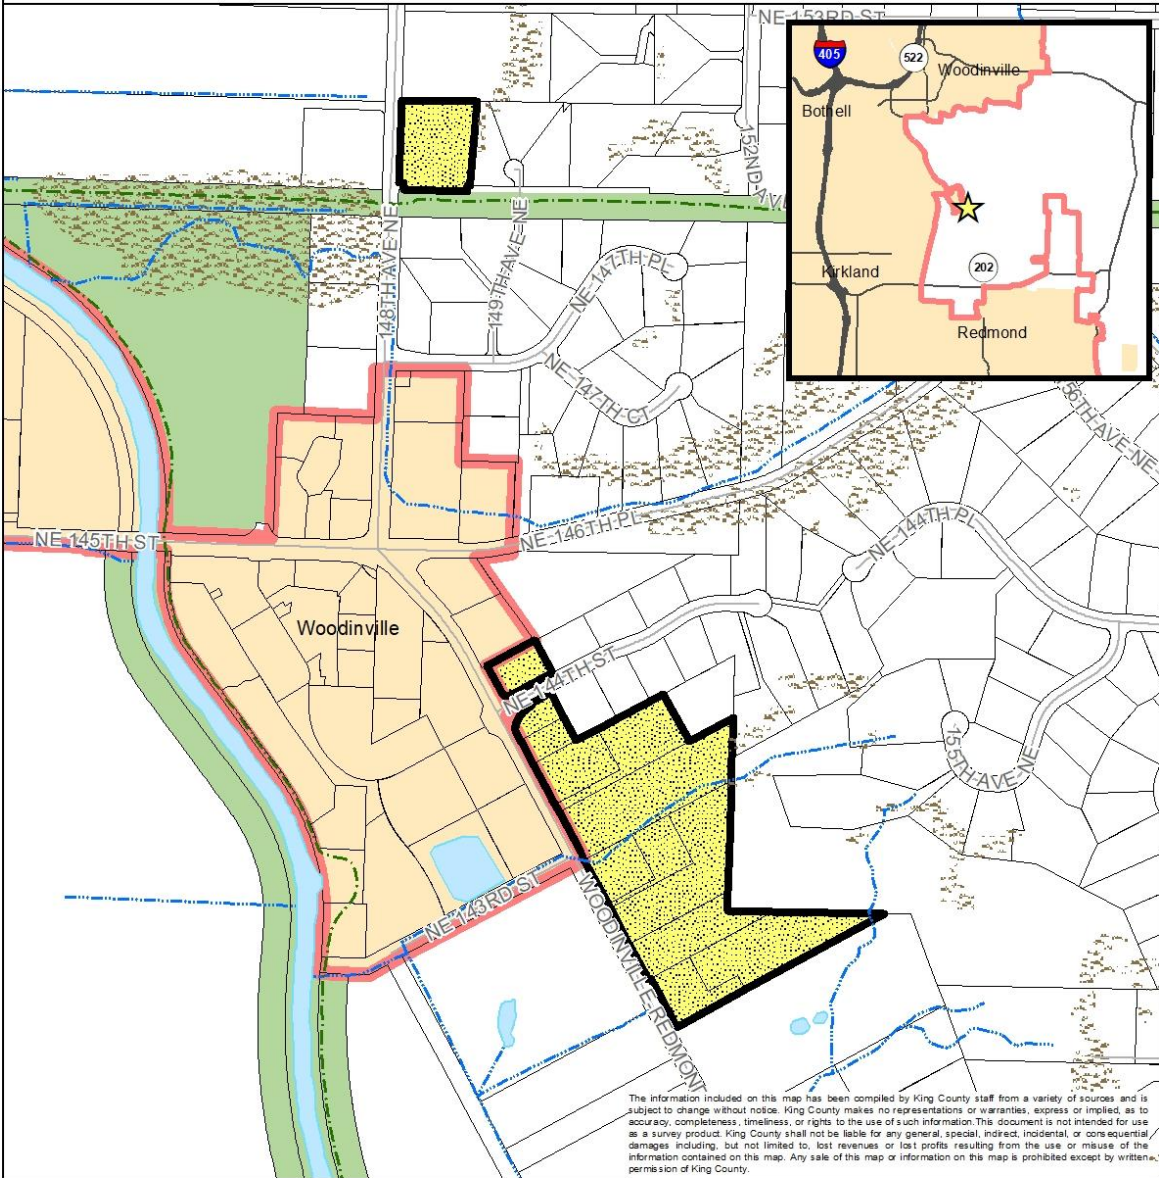 NE 153RD ST
405
522
Woodinville
Bothell
152ND AVE
202
Kirkland
Redmond
148TH AVE NE
149TH AVE NE
NE 147TH PL
NE 147TH CT
156TH AVE NE
NE 145TH ST
NE 146TH PL
NE 144TH PL
Woodinville
NE 144TH ST
155TH AVE NE
NE 143RD ST
WOODINVILLE-REDMOND
The information included on this map has been compiled by King County staff from a variety of sources and is
subject to change without notice. King County makes no representations or warranties, express or implied, as to
accuracy, completeness, timeliness, or rights to the use of such information. This document is not intended for use
as a survey product. King County shall not be liable for any general, special, indirect, incidental, or consequential
damages including, but not limited to, lost revenues or lost profits resulting from the use or misuse of the
information contained on this map. Any sale of this map or information on this map is prohibited except by written
permission of King County.